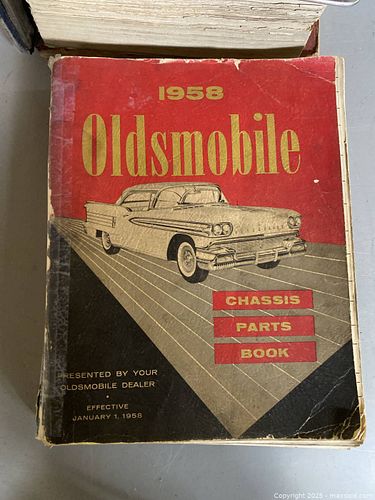 1958
Oldsmobile
CHASSIS
PARTS
BOOK
PRESENTED BY YOUR
OLDSMOBILE DEALER
•
EFFECTIVE
JANUARY 1, 1958